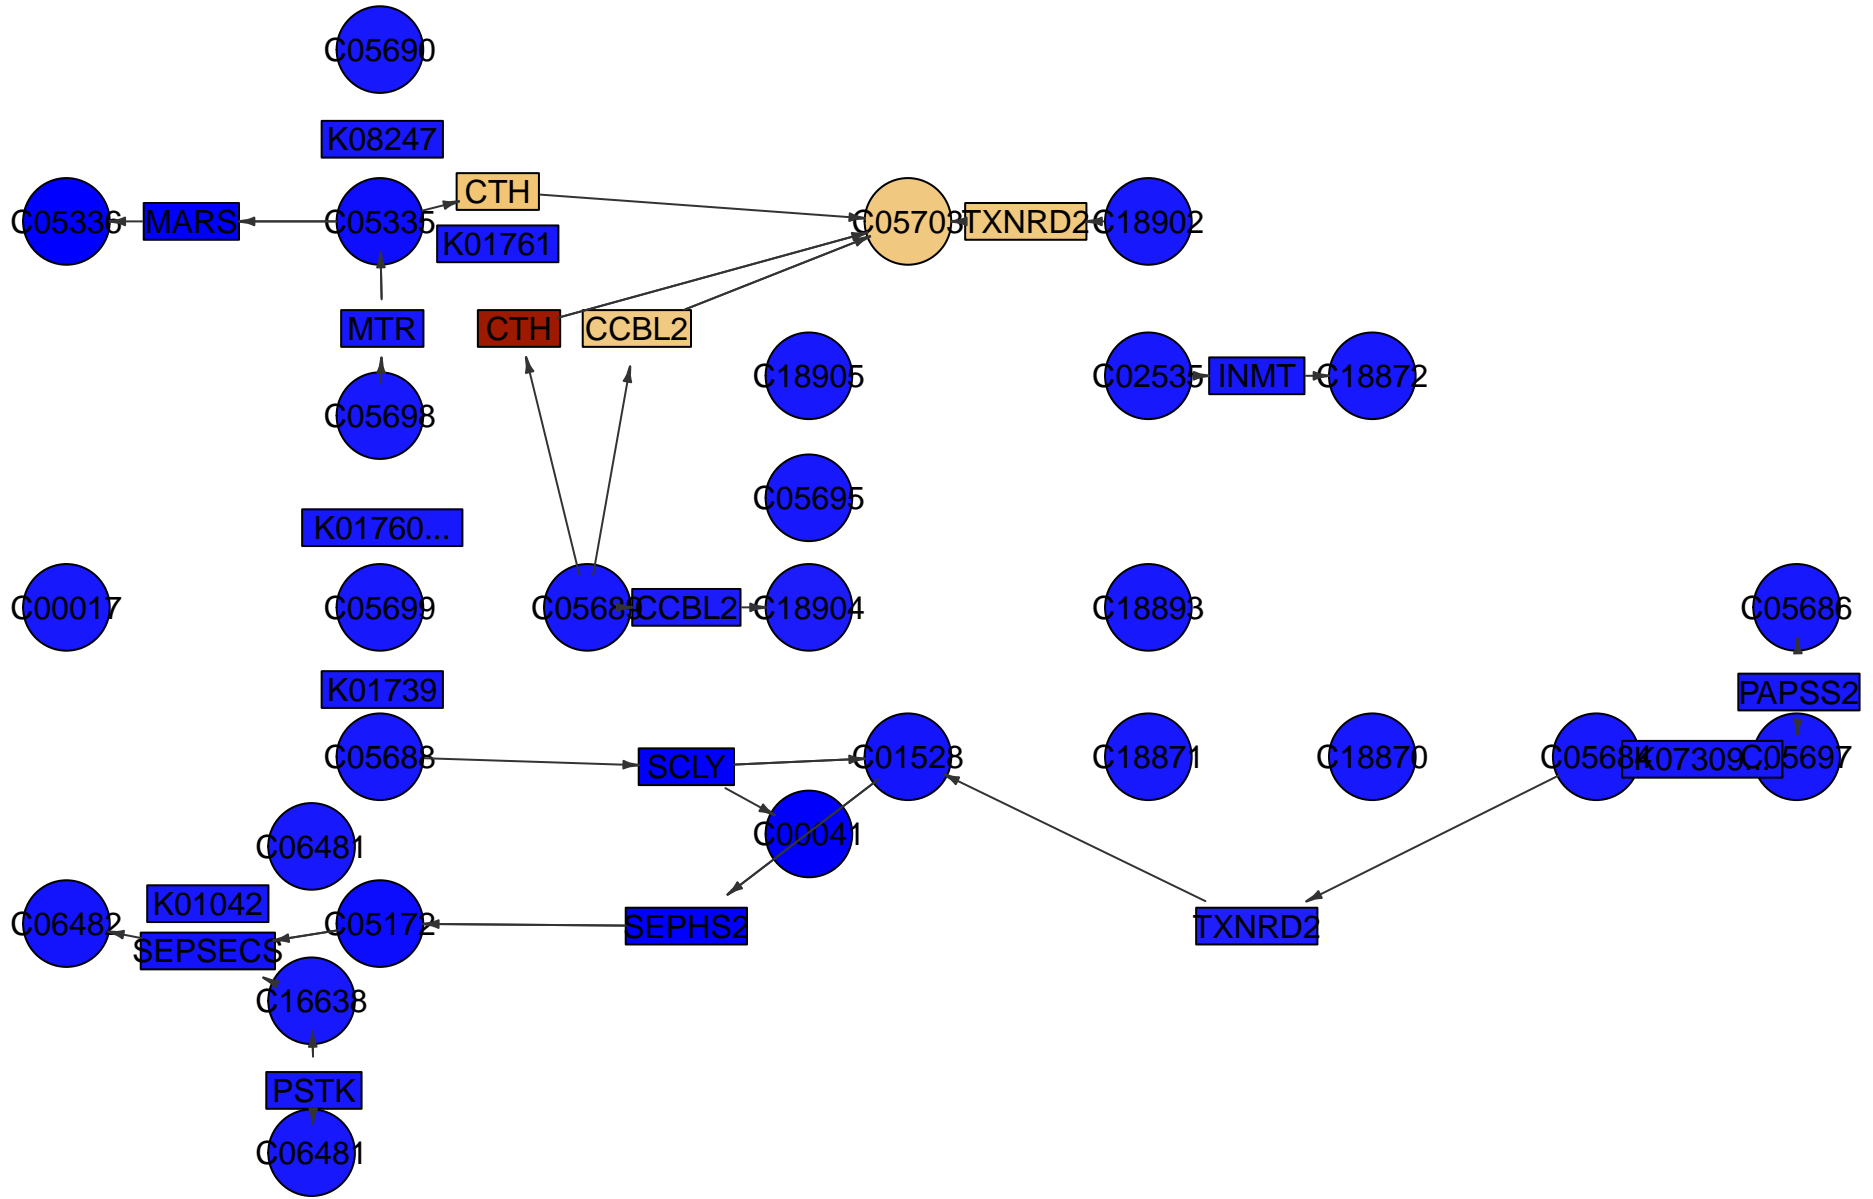 C05690
K08247
CTH
C05336
MARS
C05335
C05703
TXNRD2
C18902
K01761
MTR
CTH
CCBL2
C18905
C02535
INMT
C18872
C05698
C05695
K01760...
C00017
C05699
C05689
CCBL2
C18904
C18893
C05686
K01739
PAPSS2
C05688
SCLY
C01528
C18871
C18870
C05684
K07309...
C05697
C00041
C06481
K01042
C06482
C05172
SEPHS2
TXNRD2
SEPSECS
C16638
PSTK
C06481